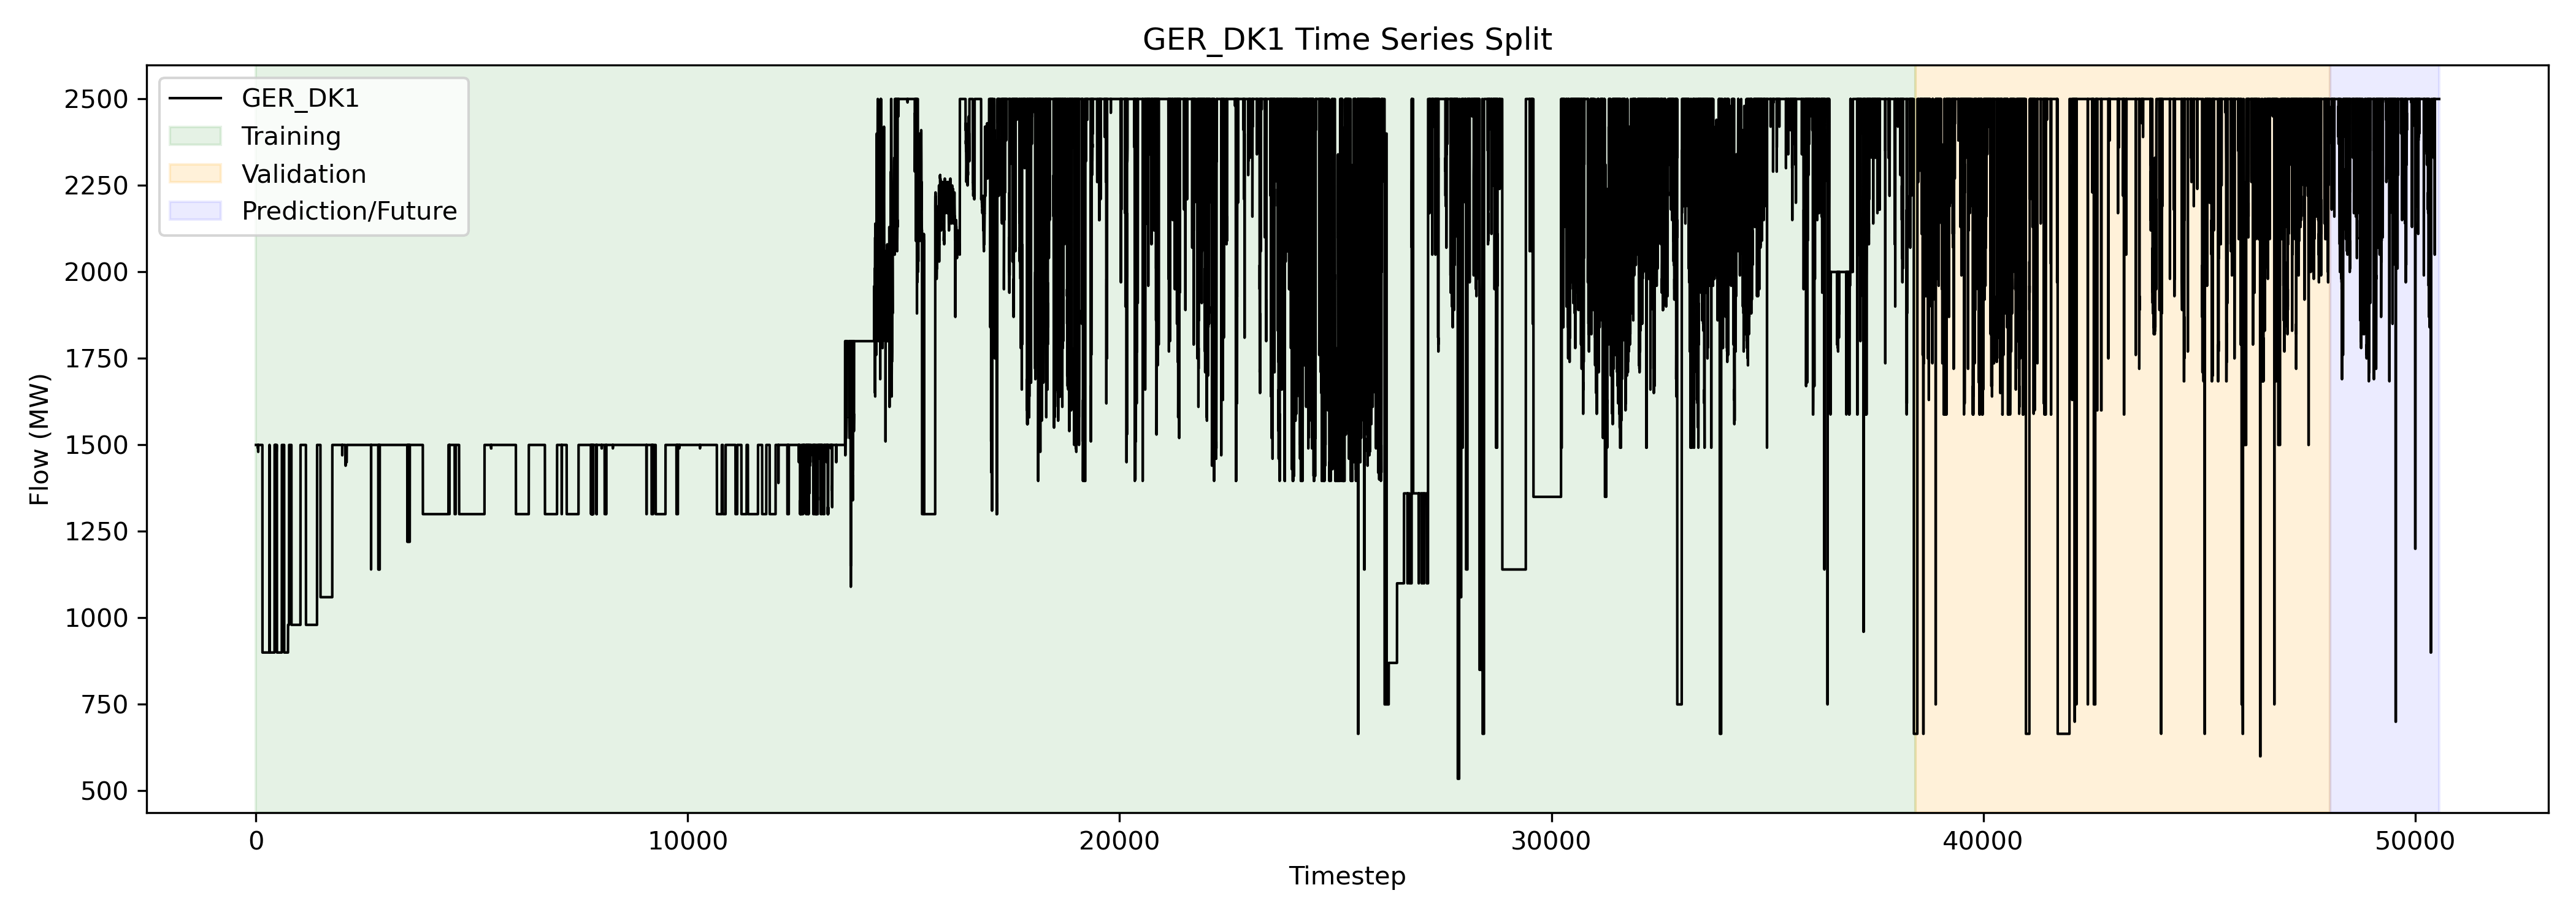 GER_DK1 Time Series Split
GER_DK1
Training
Validation
Prediction/Future
Flow (MW)
2500
2250
2000
1750
1500
1250
1000
750
500
0
10000
20000
30000
40000
50000
Timestep